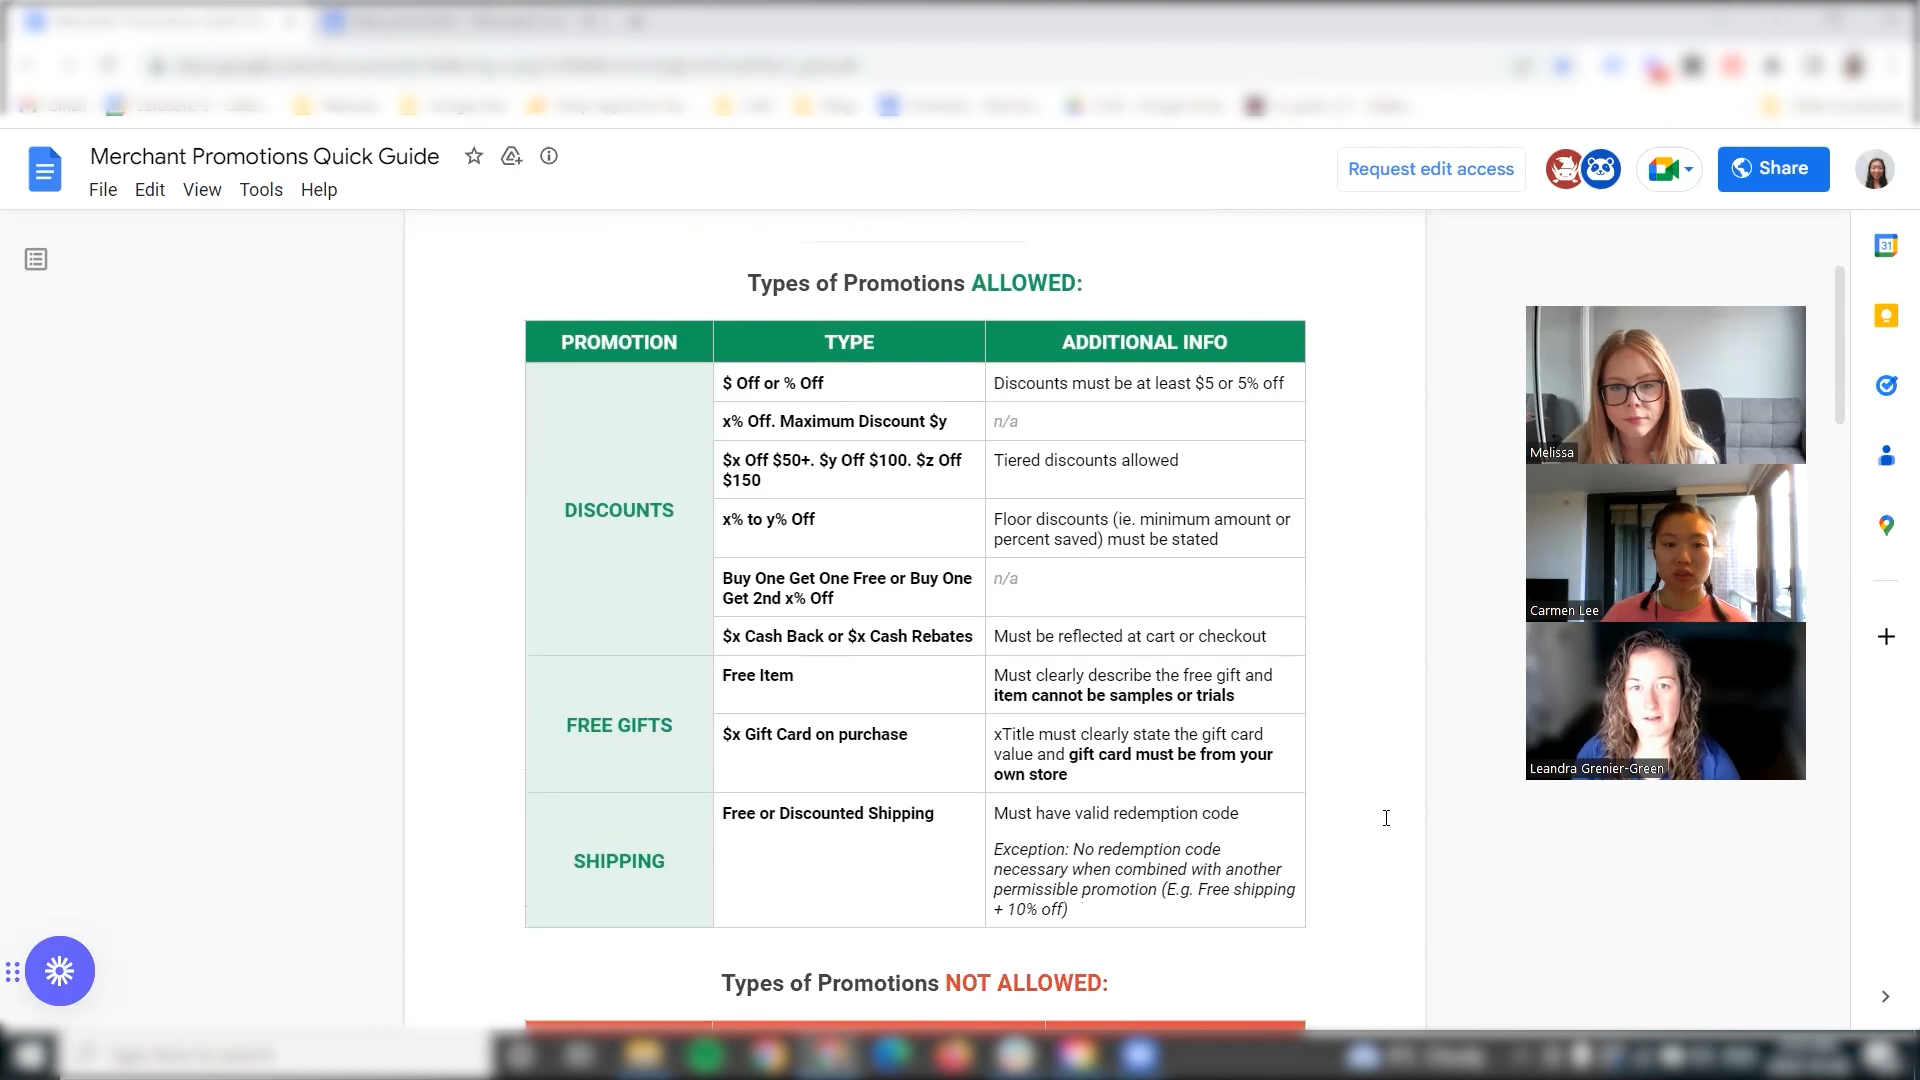 Merchant Promotions Quick Guide
File Edit View Tools Help
Request edit access
Share
31
Types of Promotions ALLOWED:
PROMOTION TYPE ADDITIONAL INFO
DISCOUNTS
$ Off or % Off
Discounts must be at least $5 or 5% off
x% Off. Maximum Discount $y
n/a
$x Off $50+. $y Off $100. $z Off
$150
Tiered discounts allowed
x% to y% Off
Floor discounts (ie. minimum amount or
percent saved) must be stated
Buy One Get One Free or Buy One
Get 2nd x% Off
n/a
$x Cash Back or $x Cash Rebates
Must be reflected at cart or checkout
FREE GIFTS
Free Item
Must clearly describe the free gift and
item cannot be samples or trials
$x Gift Card on purchase
xTitle must clearly state the gift card
value and gift card must be from your
own store
SHIPPING
Free or Discounted Shipping
Must have valid redemption code
Exception: No redemption code
necessary when combined with another
permissible promotion (E.g. Free shipping
+ 10% off)
Types of Promotions NOT ALLOWED:
Melissa
Carmen Lee
Leandra Grenier-Green